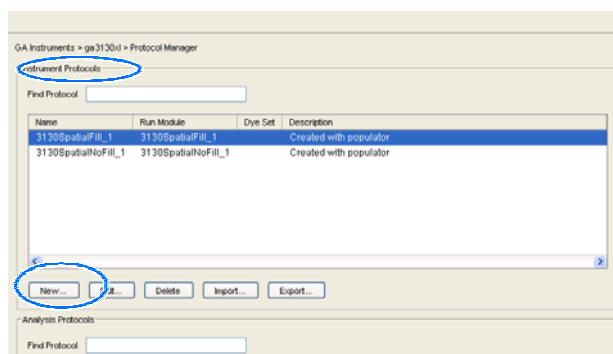 GA Instruments > ga3130xl > Protocol Manager
Instrument Protocols
Find Protocol
Name Run Module Dye Set Description
3130SpatialFill_1 3130SpatialFill_1 Created with populator
3130SpatialNoFill_1 3130SpatialNoFill_1 Created with populator
New... Edit... Delete Import... Export...
Analysis Protocols
Find Protocol